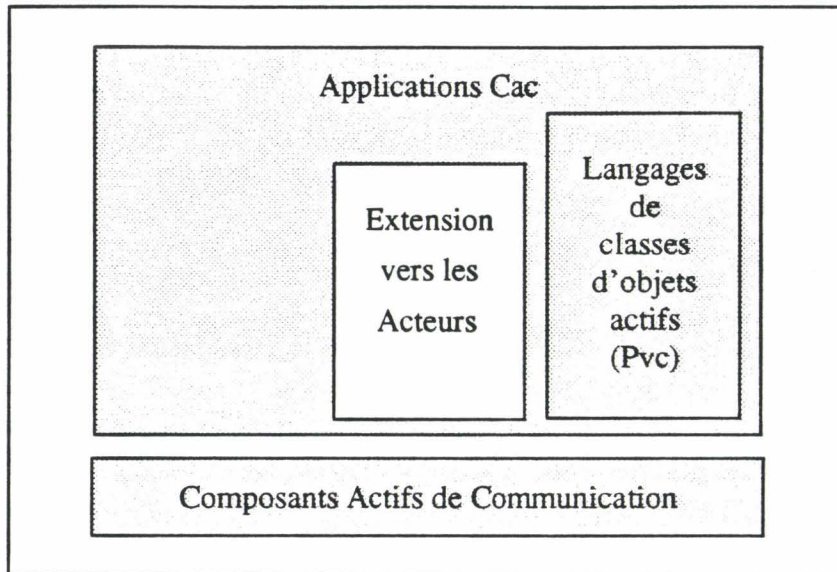 Applications Cac
Extension
vers les
Acteurs
Langages
de
classes
d'objets
actifs
(Pvc)
Composants Actifs de Communication